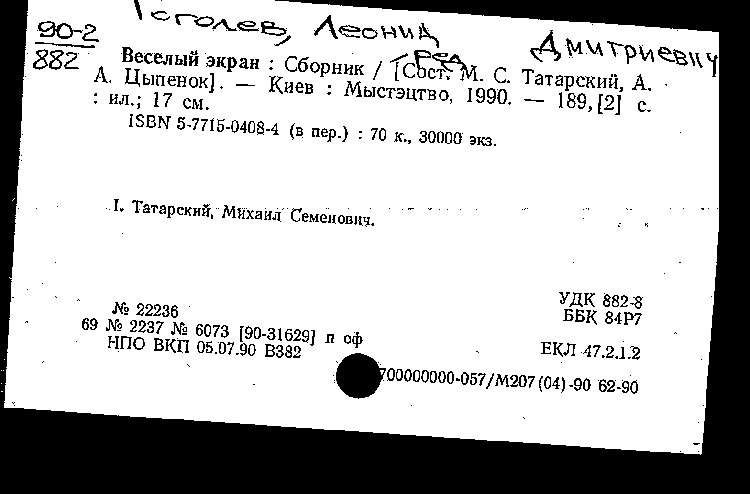 Гоголев, Леонид Дмитриевич
90-2
882
ред.
Веселый экран : Сборник / [Сост. М. С. Татарский, А.
А. Цыпенок]. — Киев : Мыстэцтво, 1990. — 189, [2] с.
: ил.; 17 см.
ISBN 5-7715-0408-4 (в пер.) : 70 к., 30000 экз.
I. Татарский, Михаил Семенович.
УДК 882-8
ББК 84Р7
№ 22236
69 № 2237 № 6073 [90-31629] п оф
НПО ВКП 05.07.90 В382
ЕКЛ 47.2.1.2
700000000-057/М207(04)-90 62-90